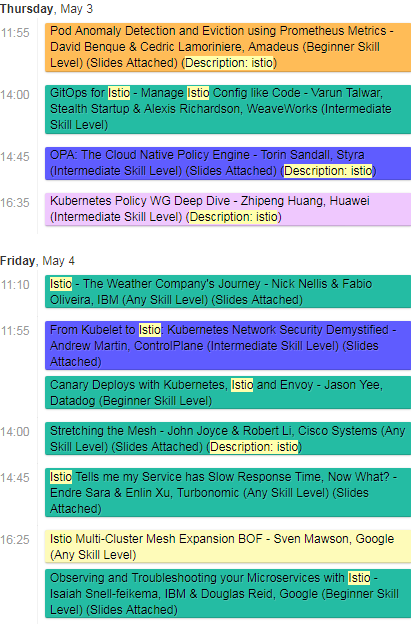 Thursday, May 3
11:55
Pod Anomaly Detection and Eviction using Prometheus Metrics -
David Benque & Cedric Lamoriniere, Amadeus (Beginner Skill
Level) (Slides Attached) (Description: istio)
14:00
GitOps for Istio - Manage Istio Config like Code - Varun Talwar,
Stealth Startup & Alexis Richardson, WeaveWorks (Intermediate
Skill Level)
14:45
OPA: The Cloud Native Policy Engine - Torin Sandall, Styra
(Intermediate Skill Level) (Slides Attached) (Description: istio)
16:35
Kubernetes Policy WG Deep Dive - Zhipeng Huang, Huawei
(Intermediate Skill Level) (Description: istio)
Friday, May 4
11:10
Istio - The Weather Company's Journey - Nick Nellis & Fabio
Oliveira, IBM (Any Skill Level) (Slides Attached)
11:55
From Kubelet to Istio: Kubernetes Network Security Demystified -
Andrew Martin, ControlPlane (Intermediate Skill Level) (Slides
Attached)
Canary Deploys with Kubernetes, Istio and Envoy - Jason Yee,
Datadog (Beginner Skill Level)
14:00
Stretching the Mesh - John Joyce & Robert Li, Cisco Systems (Any
Skill Level) (Slides Attached) (Description: istio)
14:45
Istio Tells me my Service has Slow Response Time, Now What? -
Endre Sara & Enlin Xu, Turbonomic (Any Skill Level) (Slides
Attached)
16:25
Istio Multi-Cluster Mesh Expansion BOF - Sven Mawson, Google
(Any Skill Level)
Observing and Troubleshooting your Microservices with Istio -
Isaiah Snell-feikema, IBM & Douglas Reid, Google (Beginner Skill
Level) (Slides Attached)